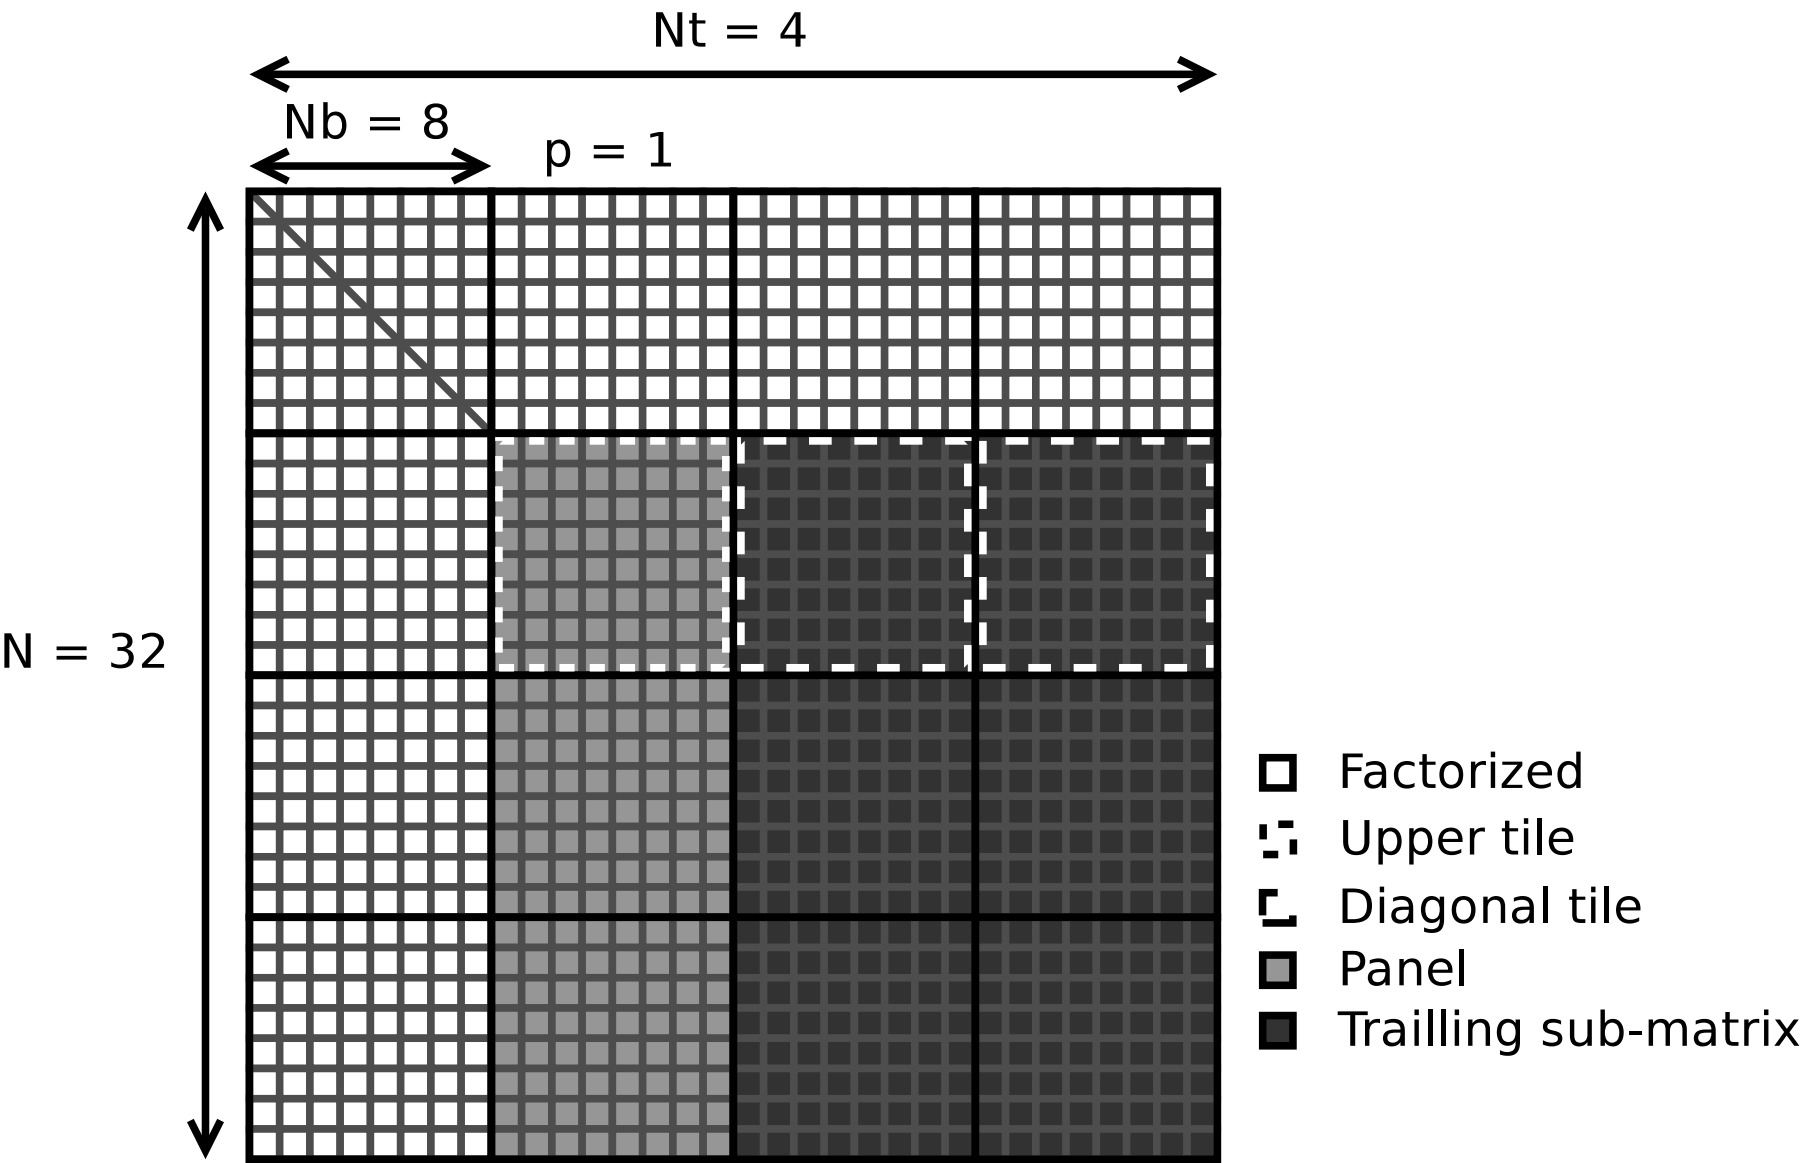 Nt = 4
Nb = 8
p = 1
N = 32
Factorized
Upper tile
Diagonal tile
Panel
Trailling sub-matrix